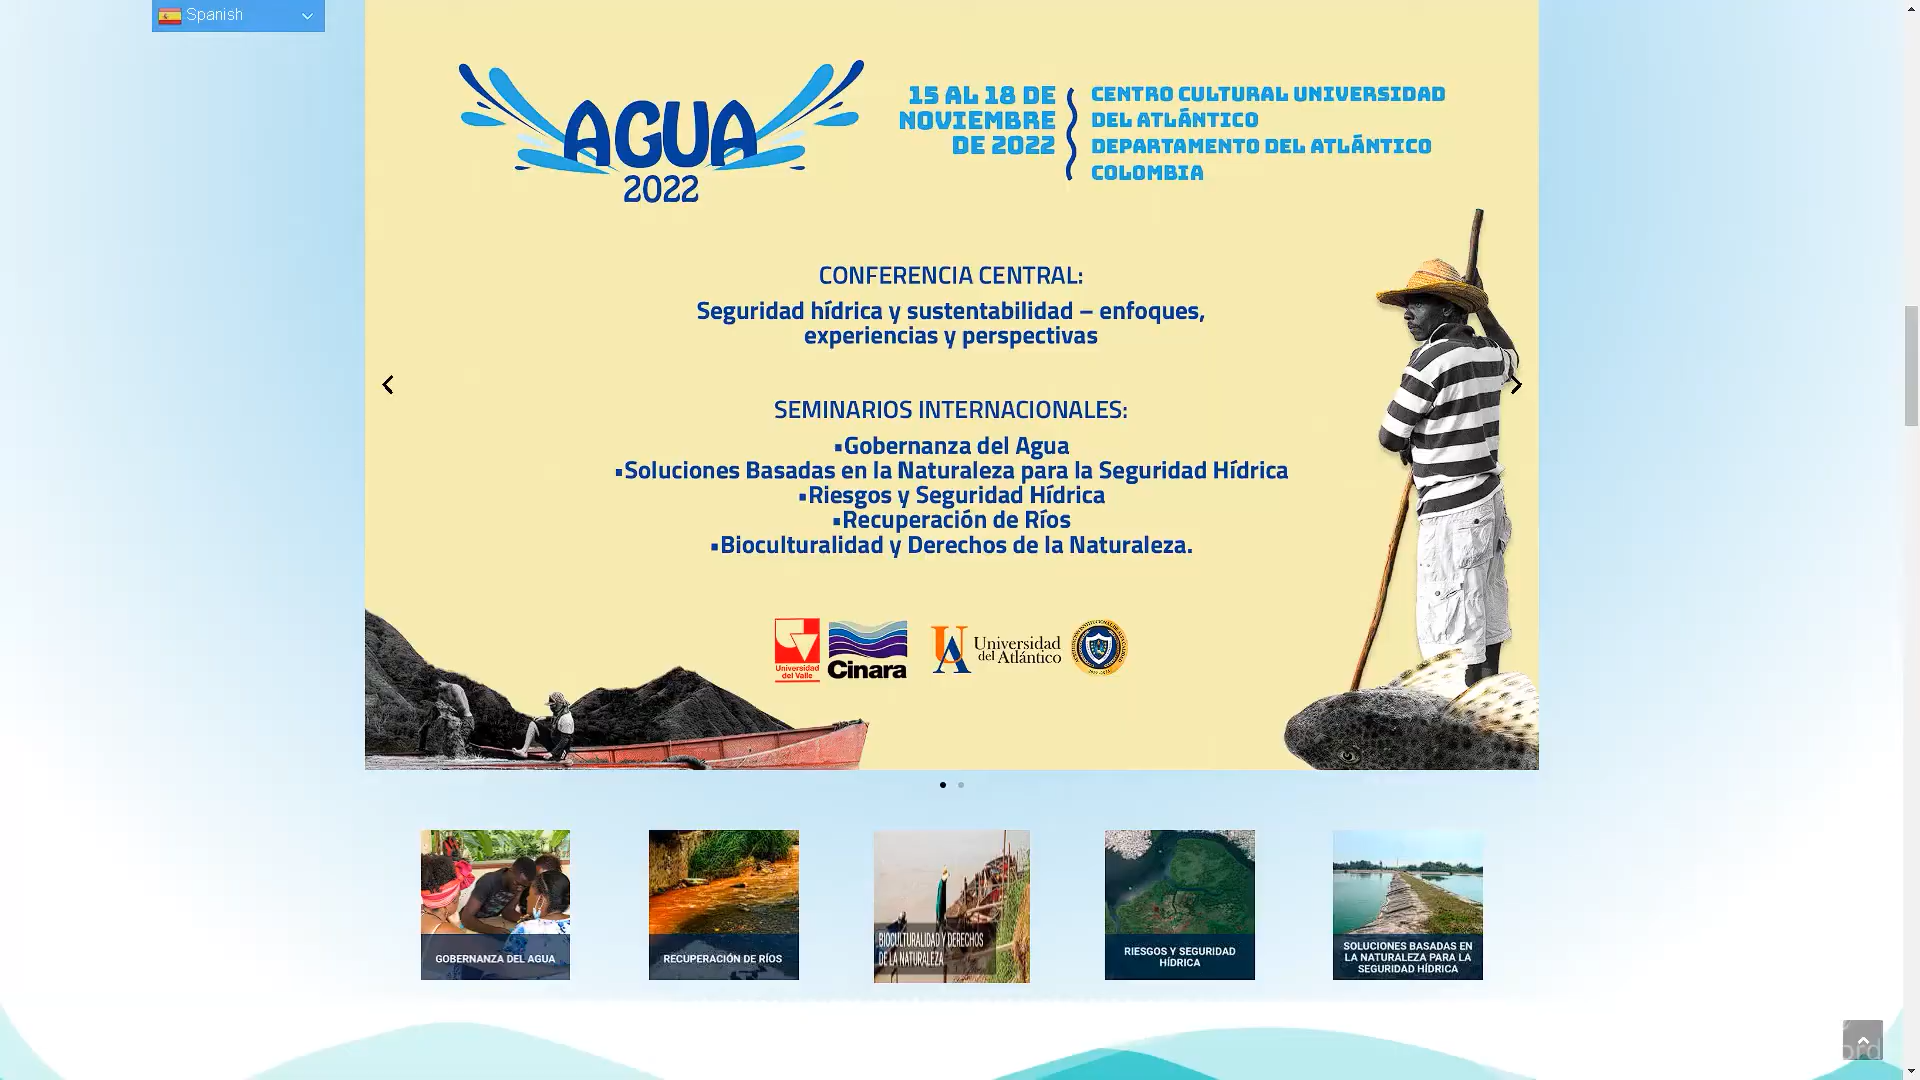 Spanish
AGUA
2022
15 AL 18 DE
NOVIEMBRE
DE 2022
CENTRO CULTURAL UNIVERSIDAD
DEL ATLÁNTICO
DEPARTAMENTO DEL ATLÁNTICO
COLOMBIA
CONFERENCIA CENTRAL:
Seguridad hídrica y sustentabilidad – enfoques,
experiencias y perspectivas
SEMINARIOS INTERNACIONALES:
▪Gobernanza del Agua
▪Soluciones Basadas en la Naturaleza para la Seguridad Hídrica
▪Riesgos y Seguridad Hídrica
▪Recuperación de Ríos
▪Bioculturalidad y Derechos de la Naturaleza.
Universidad
del Valle
Cinara
UA
Universidad
del Atlántico
GOBERNANZA DEL AGUA
RECUPERACIÓN DE RÍOS
BIOCULTURALIDAD Y DERECHOS
DE LA NATURALEZA
RIESGOS Y SEGURIDAD
HÍDRICA
SOLUCIONES BASADAS EN
LA NATURALEZA PARA LA
SEGURIDAD HÍDRICA